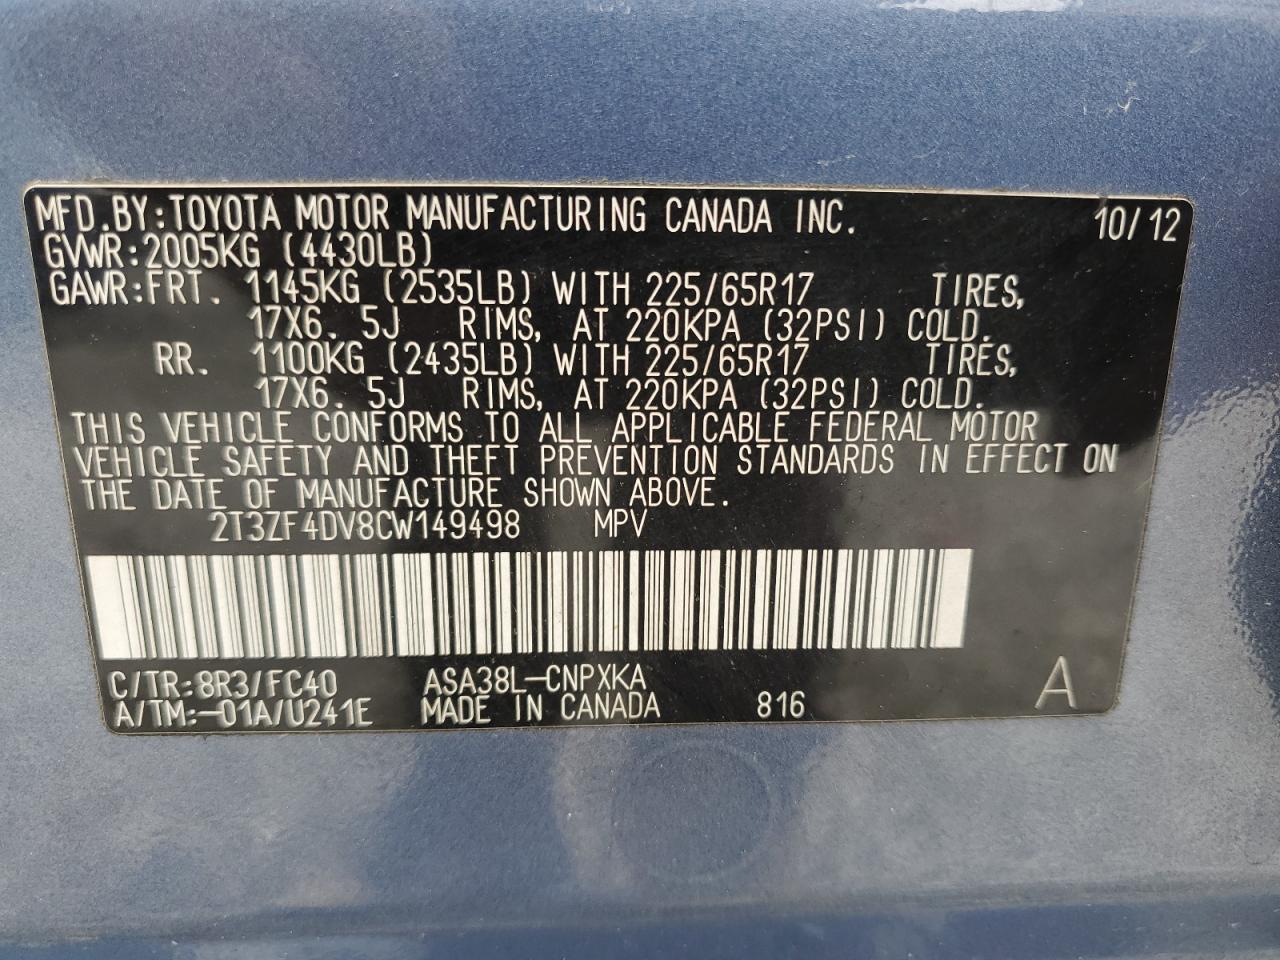 MFD.BY:TOYOTA MOTOR MANUFACTURING CANADA INC. 10/12
GVWR:2005KG (4430LB)
GAWR:FRT. 1145KG (2535LB) WITH 225/65R17 TIRES,
17X6.5J RIMS, AT 220KPA (32PSI) COLD.
RR. 1100KG (2435LB) WITH 225/65R17 TIRES,
17X6.5J RIMS, AT 220KPA (32PSI) COLD.
THIS VEHICLE CONFORMS TO ALL APPLICABLE FEDERAL MOTOR
VEHICLE SAFETY AND THEFT PREVENTION STANDARDS IN EFFECT ON
THE DATE OF MANUFACTURE SHOWN ABOVE.
2T3ZF4DV8CW149498 MPV
C/TR:8R3/FC40 ASA38L-CNPXKA
A/TM:-01A/U241E MADE IN CANADA 816 A